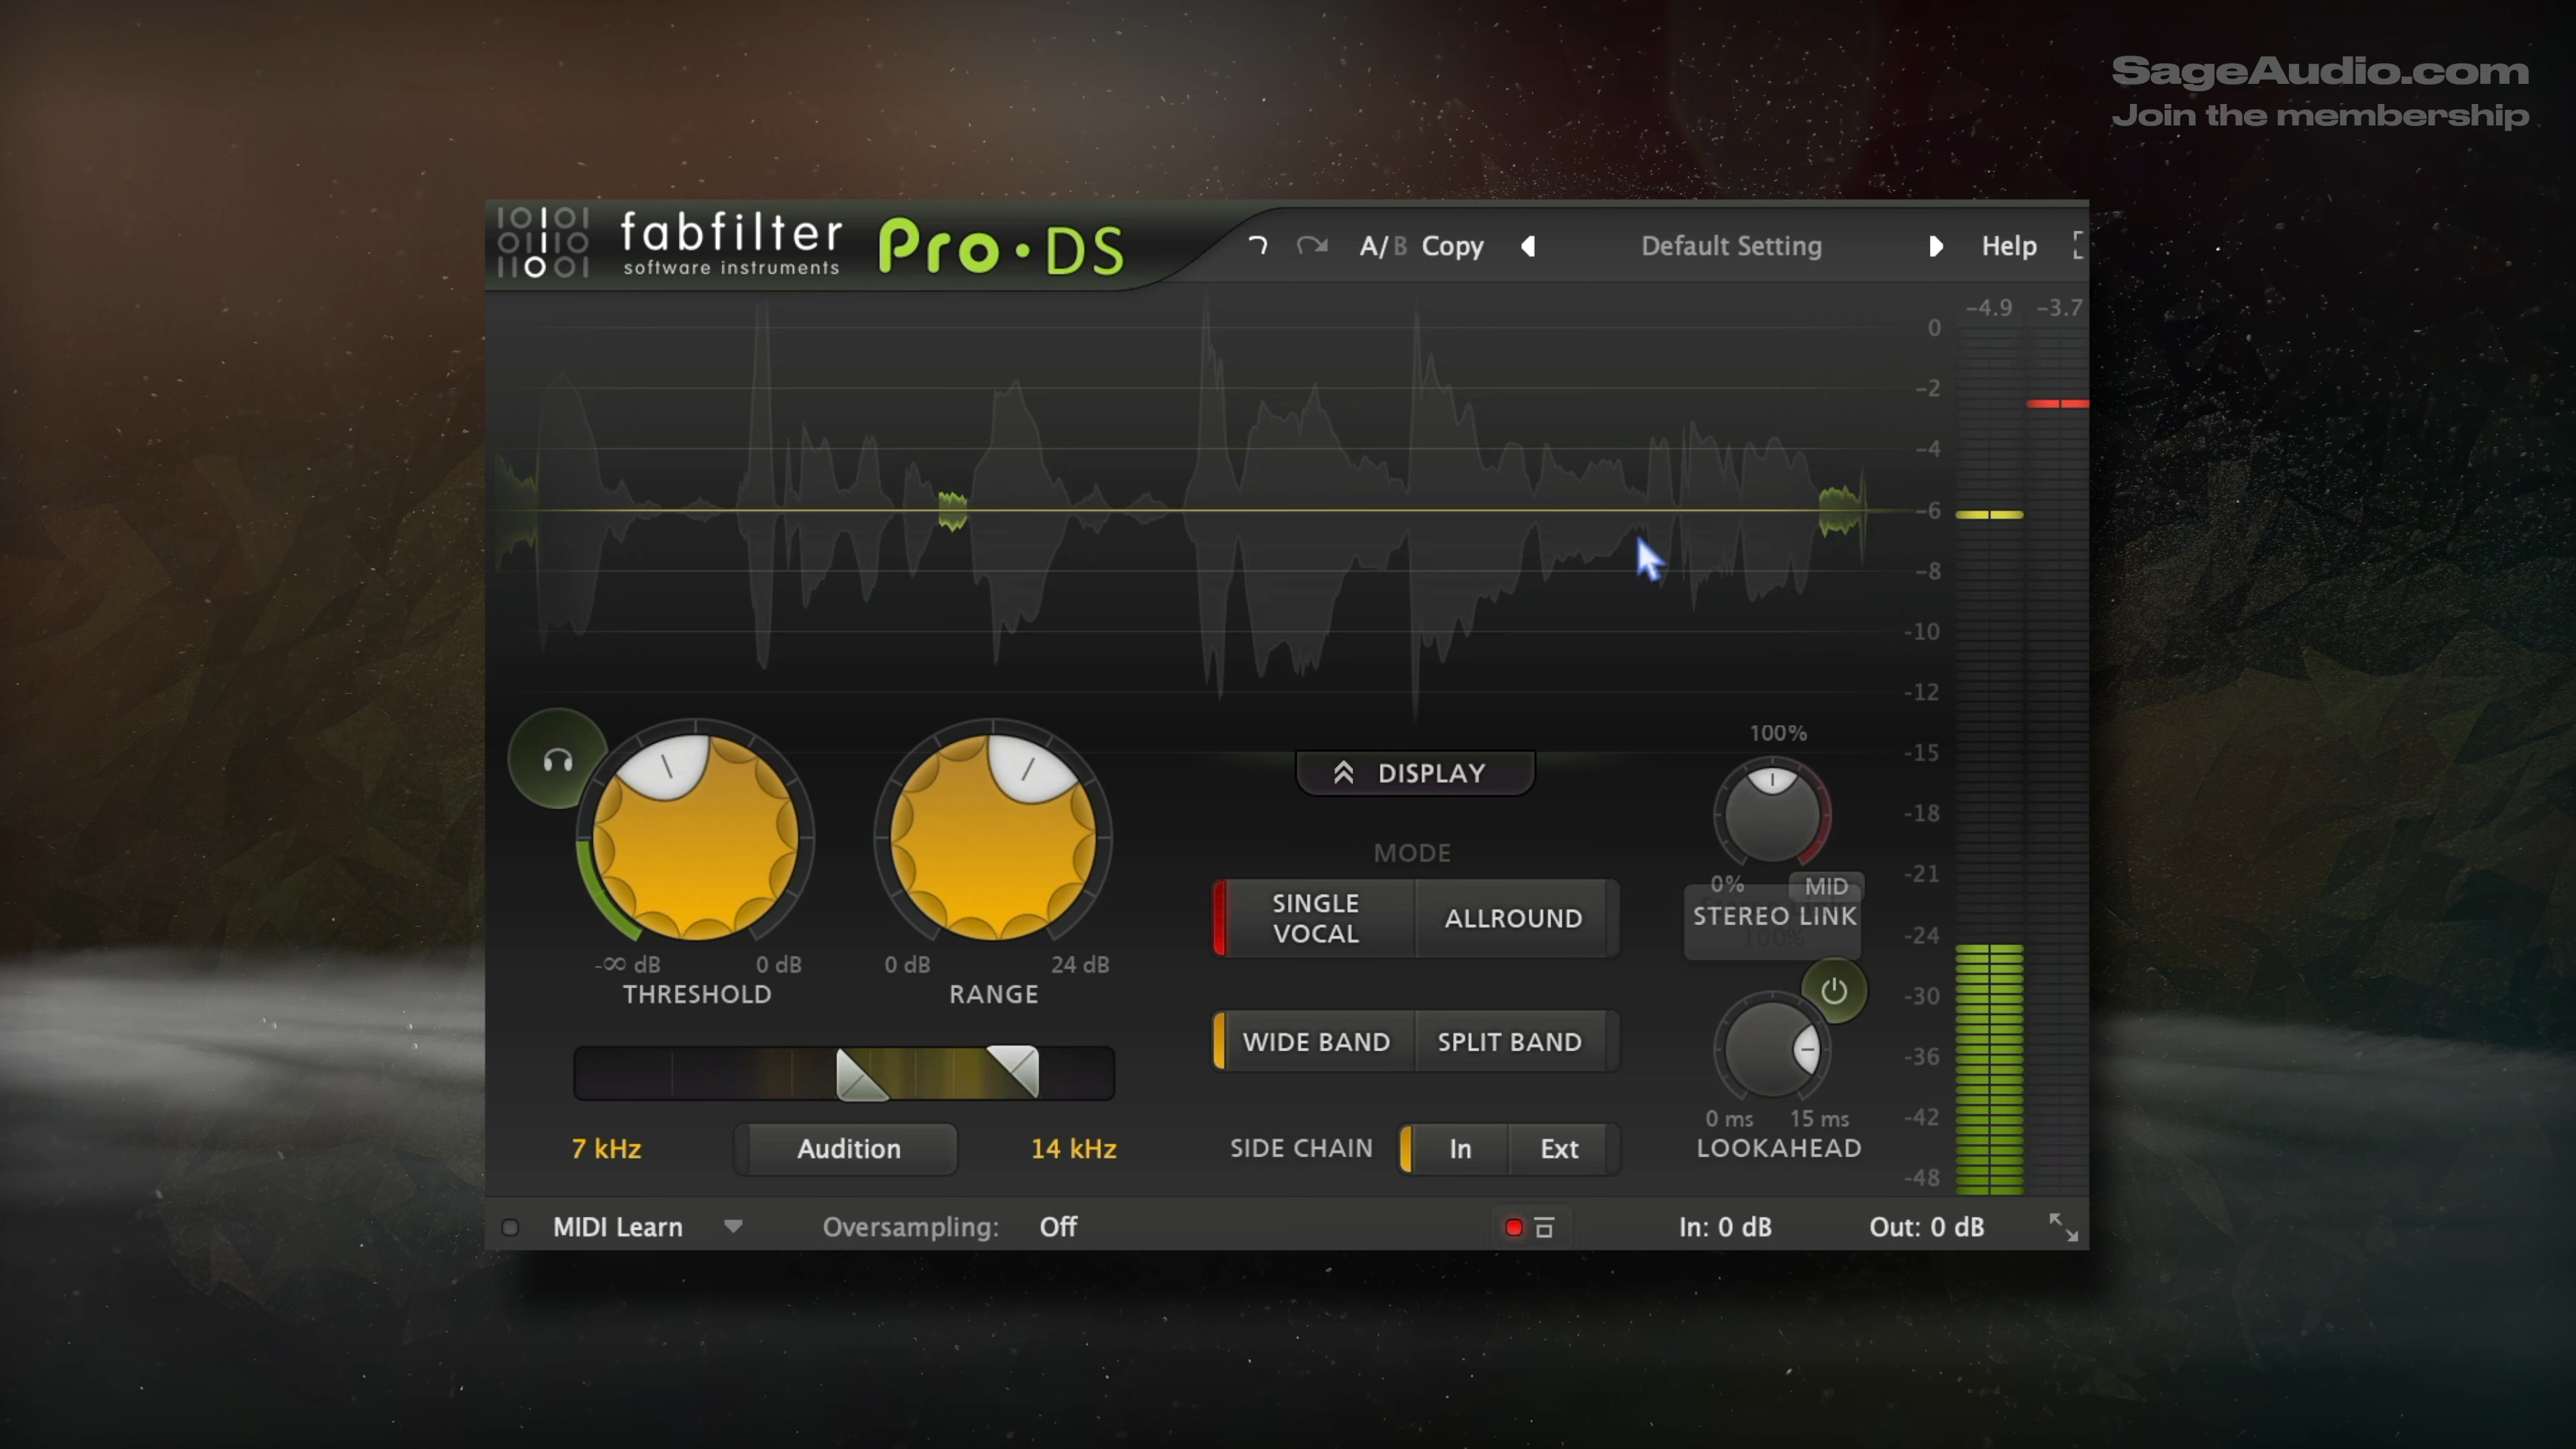 SageAudio.com
Join the membership
fabfilter
software instruments
Pro·DS
A/B Copy
Default Setting
Help
-4.9 -3.7
0
-2
-4
-6
-8
-10
-12
-15
-18
-21
-24
-30
-36
-42
-48
DISPLAY
100%
MODE
0% MID
STEREO LINK
100%
SINGLE VOCAL
ALLROUND
-∞ dB 0 dB
THRESHOLD
0 dB 24 dB
RANGE
WIDE BAND
SPLIT BAND
0 ms 15 ms
LOOKAHEAD
7 kHz
Audition
14 kHz
SIDE CHAIN
In
Ext
MIDI Learn
Oversampling: Off
In: 0 dB
Out: 0 dB